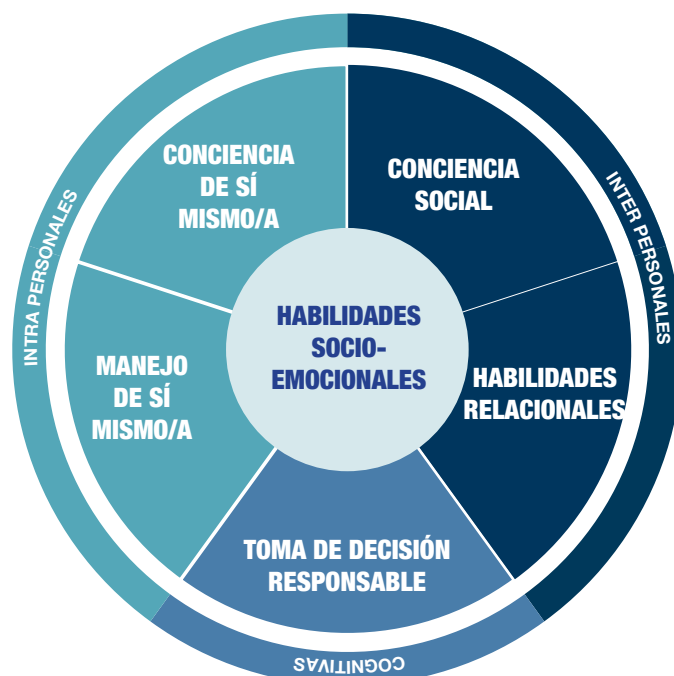 CONCIENCIA
DE SÍ
MISMO/A
CONCIENCIA
SOCIAL
INTRA PERSONALES
INTER PERSONALES
HABILIDADES
SOCIO-
EMOCIONALES
MANEJO
DE SÍ
MISMO/A
HABILIDADES
RELACIONALES
TOMA DE DECISIÓN
RESPONSABLE
COGNITIVAS